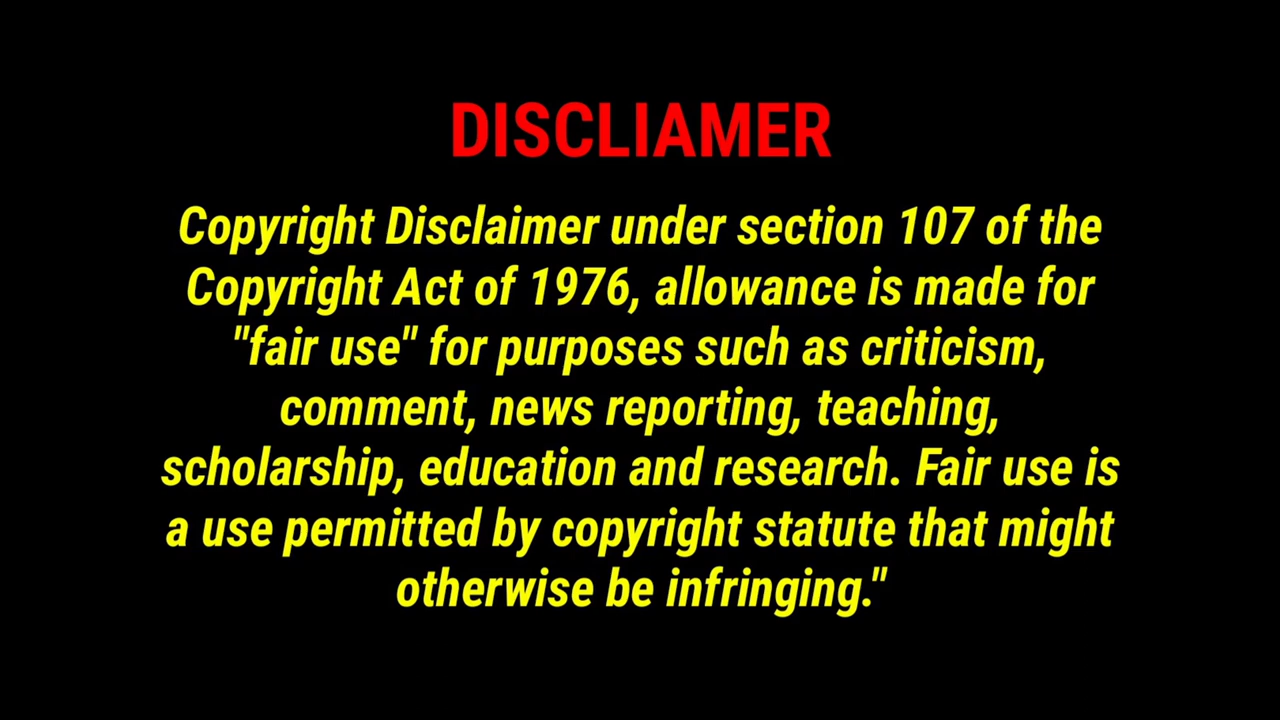 DISCLIAMER
Copyright Disclaimer under section 107 of the
Copyright Act of 1976, allowance is made for
"fair use" for purposes such as criticism,
comment, news reporting, teaching,
scholarship, education and research. Fair use is
a use permitted by copyright statute that might
otherwise be infringing."